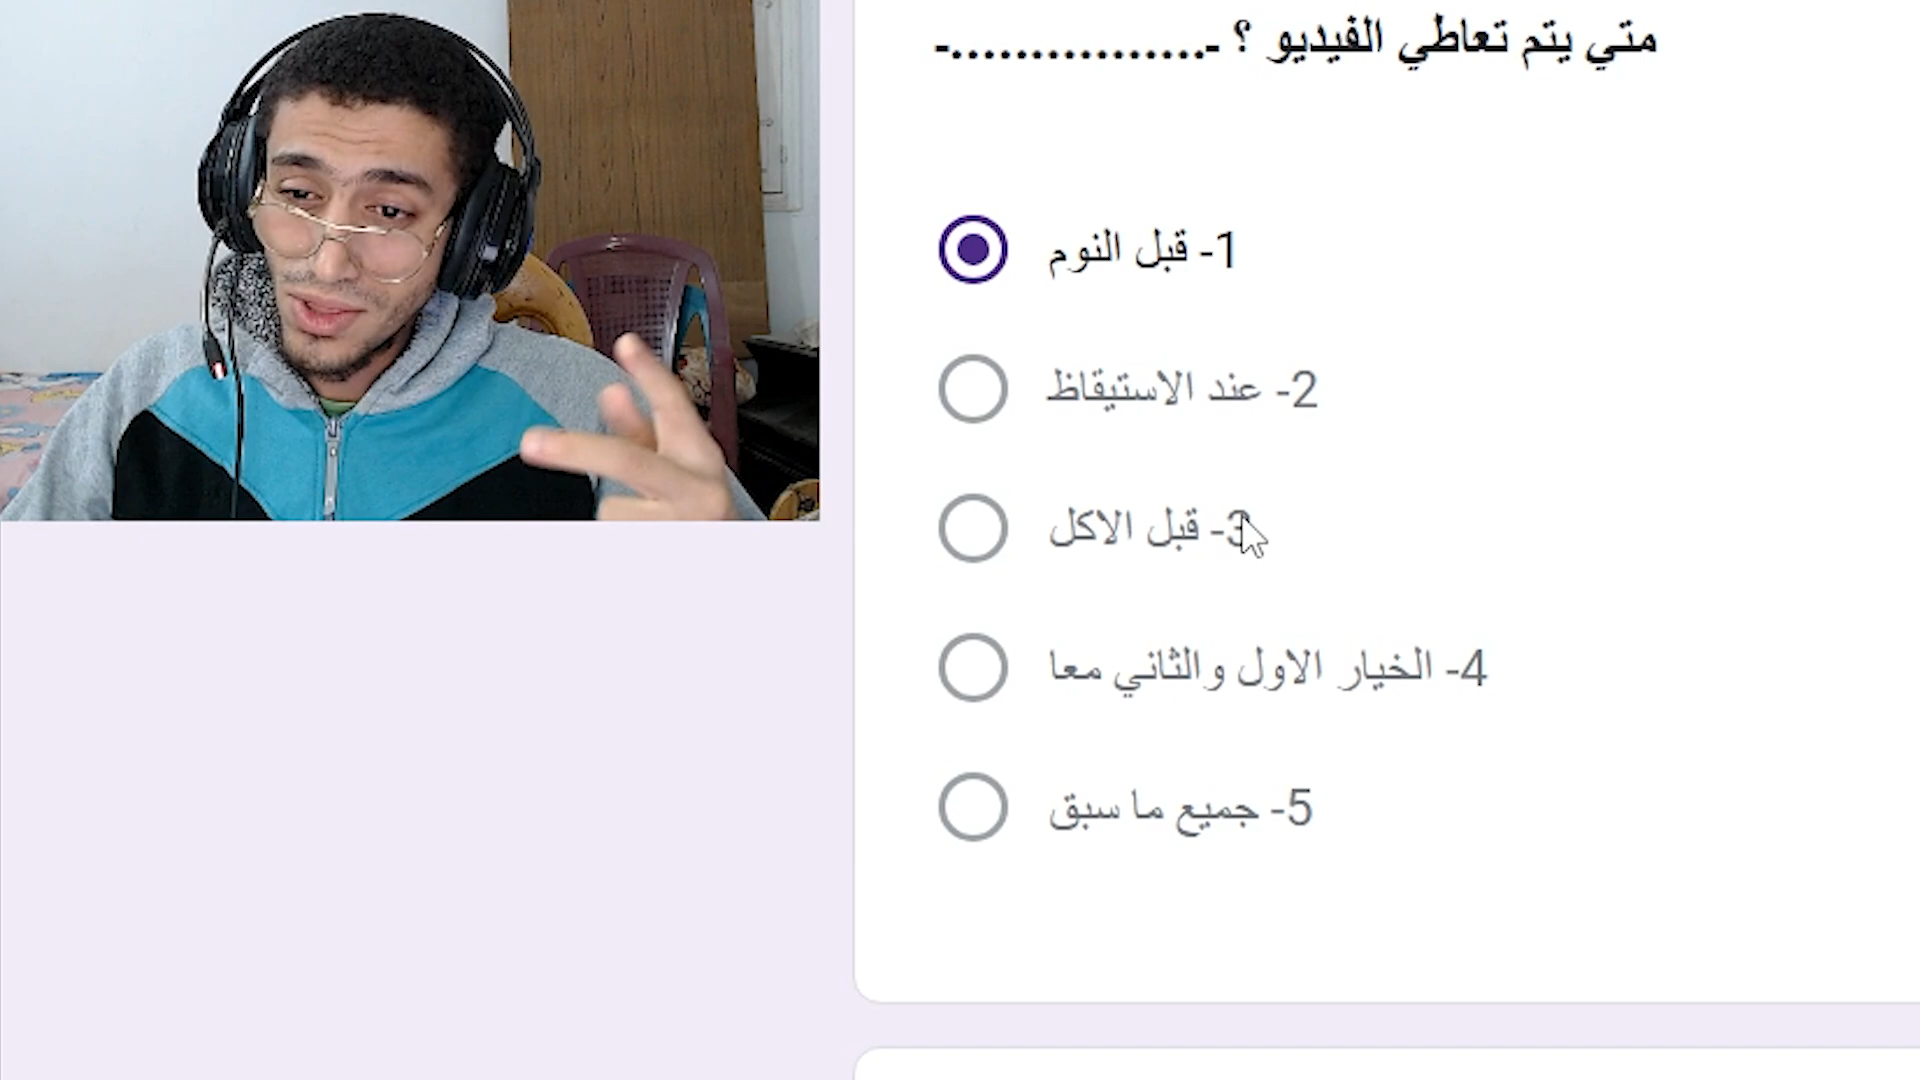 متي يتم تعاطي الفيديو ؟ -................-
1- قبل النوم
2- عند الاستيقاظ
3- قبل الاكل
4- الخيار الاول والثاني معا
5- جميع ما سبق